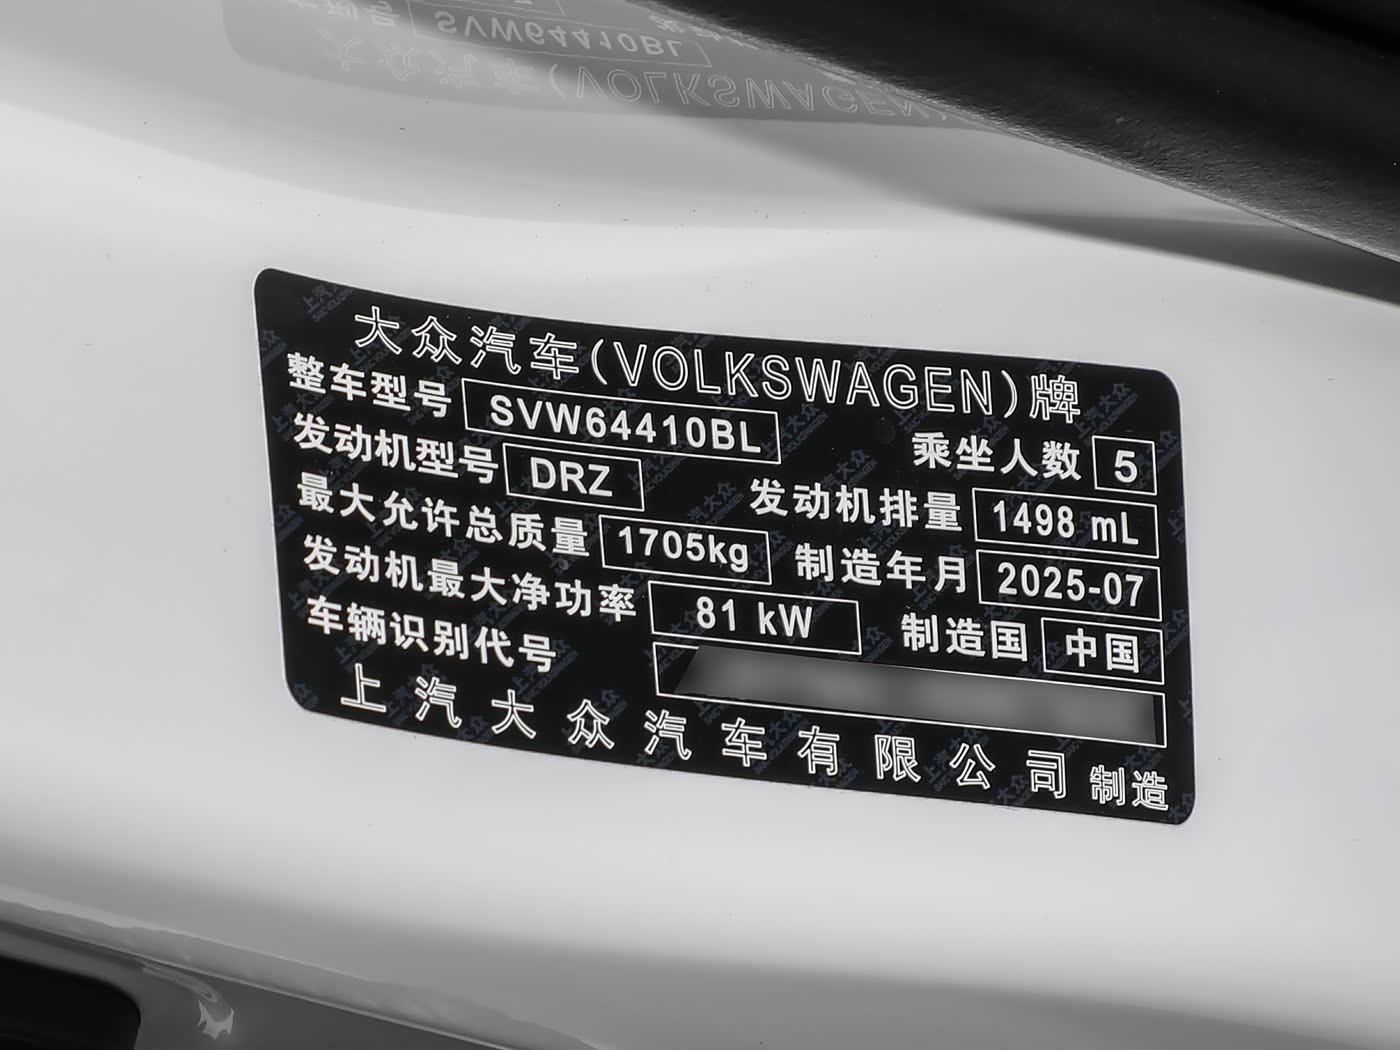 大众汽车(VOLKSWAGEN)牌
整车型号 SVW64410BL 乘坐人数 5
发动机型号 DRZ 发动机排量 1498 mL
最大允许总质量 1705kg 制造年月 2025-07
发动机最大净功率 81 kW 制造国 中国
车辆识别代号
上汽大众汽车有限公司制造